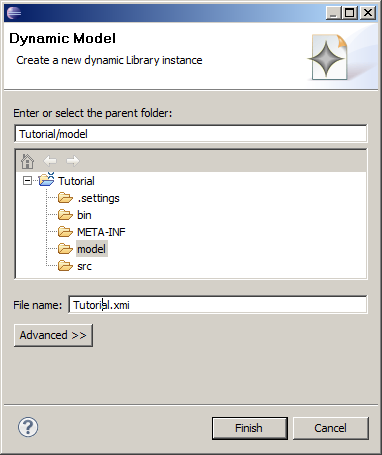 Dynamic Model
Create a new dynamic Library instance
Enter or select the parent folder:
Tutorial/model
Tutorial
.settings
bin
META-INF
model
src
File name: Tutorial.xmi
Advanced >>
Finish Cancel